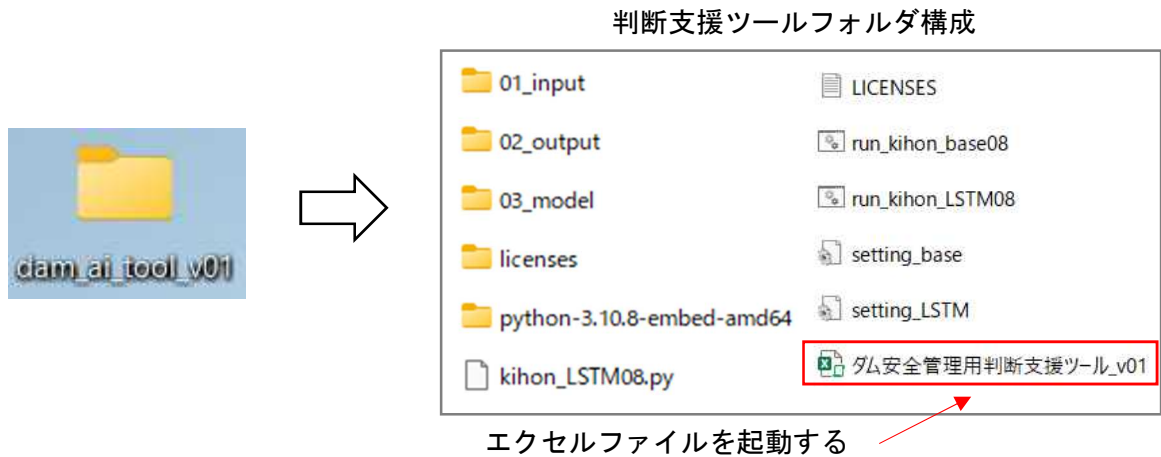 判断支援ツールフォルダ構成
dam_ai_tool_v01
01_input
02_output
03_model
licenses
python-3.10.8-embed-amd64
kihon_LSTM08.py
LICENSES
run_kihon_base08
run_kihon_LSTM08
setting_base
setting_LSTM
ダム安全管理用判断支援ツール_v01
エクセルファイルを起動する